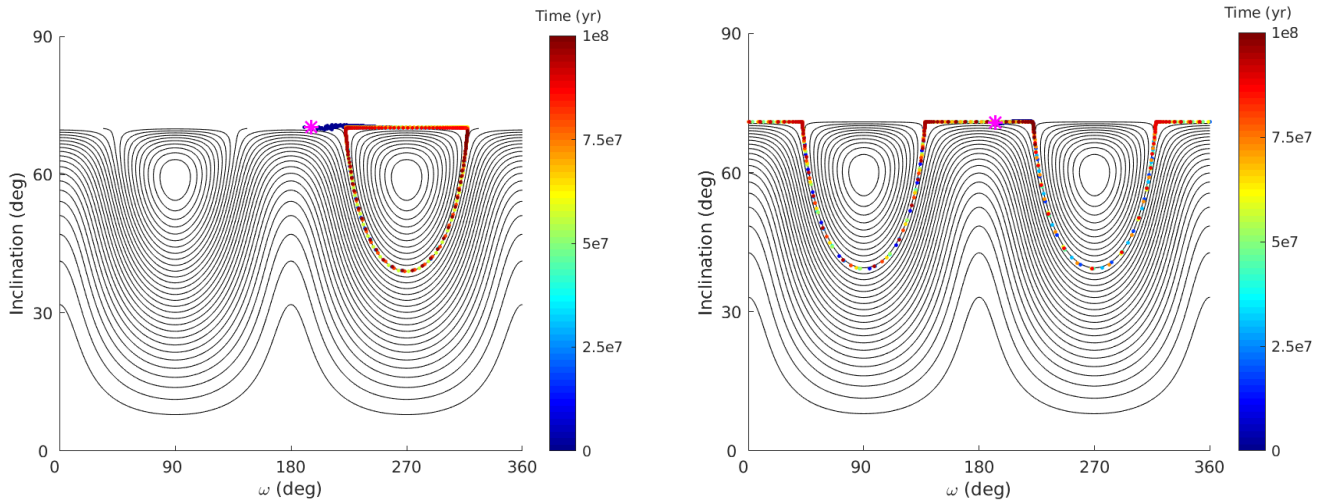 Time (yr)
90
60
30
0
0
90
180
270
360
Inclination (deg)
ω (deg)
1e8
7.5e7
5e7
2.5e7
0
Time (yr)
90
60
30
0
0
90
180
270
360
Inclination (deg)
ω (deg)
1e8
7.5e7
5e7
2.5e7
0